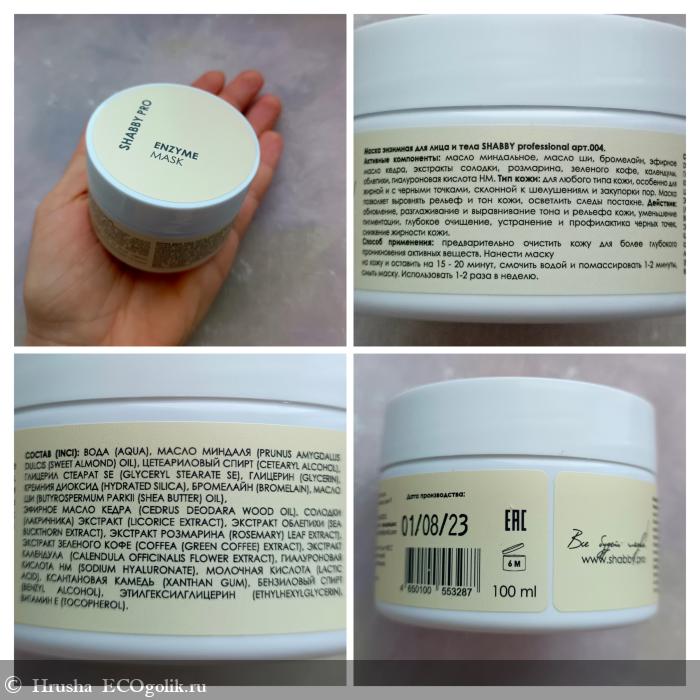 SHABBY PRO
ENZYME
MASK
Маска энзимная для лица и тела SHABBY professional арт.004.
Активные компоненты: масло миндальное, масло ши, бромелайн, эфирное
масло кедра, экстракты солодки, розмарина, зеленого кофе, календулы,
облепихи, гиалуроновая кислота НМ. Тип кожи: для любого типа кожи, особенно для
жирной и с черными точками, склонной к шелушениям и закупорки пор. Маска
позволяет выровнять рельеф и тон кожи, осветлить следы постакне. Действие:
обновление, разглаживание и выравнивание тона и рельефа кожи, уменьшение
пигментации, глубокое очищение, устранение и профилактика черных точек,
снижение жирности кожи.
Способ применения: предварительно очистить кожу для более глубокого
проникновения активных веществ. Нанести маску
на кожу и оставить на 15 - 20 минут, смочить водой и помассировать 1-2 минуты,
смыть маску. Использовать 1-2 раза в неделю.
СОСТАВ (INCI): ВОДА (AQUA), МАСЛО МИНДАЛЯ (PRUNUS AMYGDALUS
DULCIS (SWEET ALMOND) OIL), ЦЕТЕАРИЛОВЫЙ СПИРТ (CETEARYL ALCOHOL),
ГЛИЦЕРИЛ СТЕАРАТ SE (GLYCERYL STEARATE SE), ГЛИЦЕРИН (GLYCERIN),
КРЕМНИЯ ДИОКСИД (HYDRATED SILICA), БРОМЛАЙН (BROMELAIN), МАСЛО
ШИ (BUTYROSPERMUM PARKII (SHEA BUTTER) OIL),
ЭФИРНОЕ МАСЛО КЕДРА (CEDRUS DEODARA WOOD OIL), СОЛОДКИ
(ЛАКРИЧНИКА) ЭКСТРАКТ (LICORICE EXTRACT), ЭКСТРАКТ ОБЛЕПИХИ (SEA
BUCKTHORN EXTRACT), ЭКСТРАКТ РОЗМАРИНА (ROSEMARY) LEAF EXTRACT),
ЭКСТРАКТ ЗЕЛЕНОГО КОФЕ (COFFEA (GREEN COFFEE) EXTRACT), ЭКСТРАКТ
КАЛЕНДУЛА (CALENDULA OFFICINALIS FLOWER EXTRACT), ГИАЛУРОНОВАЯ
КИСЛОТА НМ (SODIUM HYALURONATE), МОЛОЧНАЯ КИСЛОТА (LACTIC
ACID), КСАНТАНОВАЯ КАМЕДЬ (XANTHAN GUM), БЕНЗИЛОВЫЙ СПИРТ
(BENZYL ALCOHOL), ЭТИЛГЕКСИЛГЛИЦЕРИН (ETHYLHEXYLGLYCERIN),
ВИТАМИН Е (TOCOPHEROL).
Дата производства:
01/08/23
EAC
6 M
4 650100 553287
100 ml
Все будет
www.shabby.pro
© Hrusha ECOgolik.ru